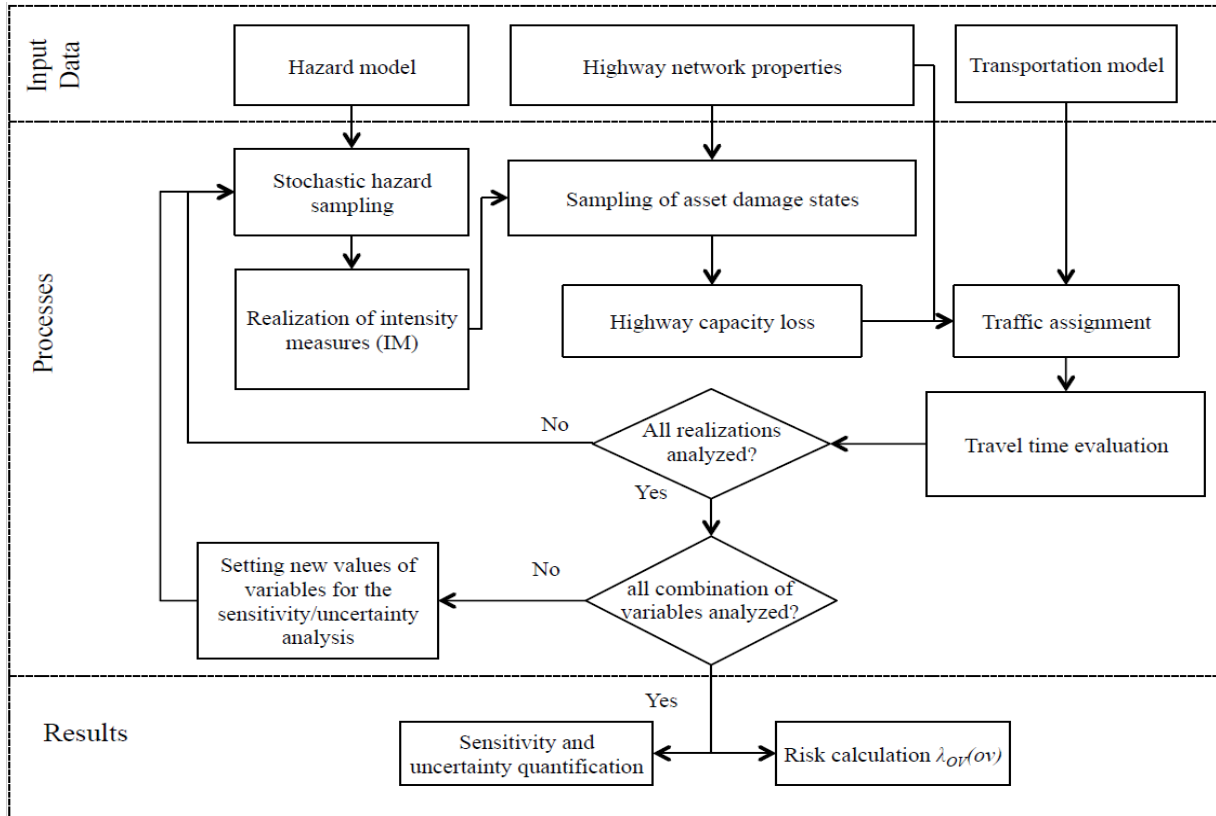 Input
Data
Hazard model
Highway network properties
Transportation model
Processes
Stochastic hazard
sampling
Sampling of asset damage states
Realization of intensity
measures (IM)
Highway capacity loss
Traffic assignment
No
All realizations
analyzed?
Travel time evaluation
Yes
Setting new values of
variables for the
sensitivity/uncertainty
analysis
No
all combination of
variables analyzed?
Results
Yes
Sensitivity and
uncertainty quantification
Risk calculation λOV(ov)